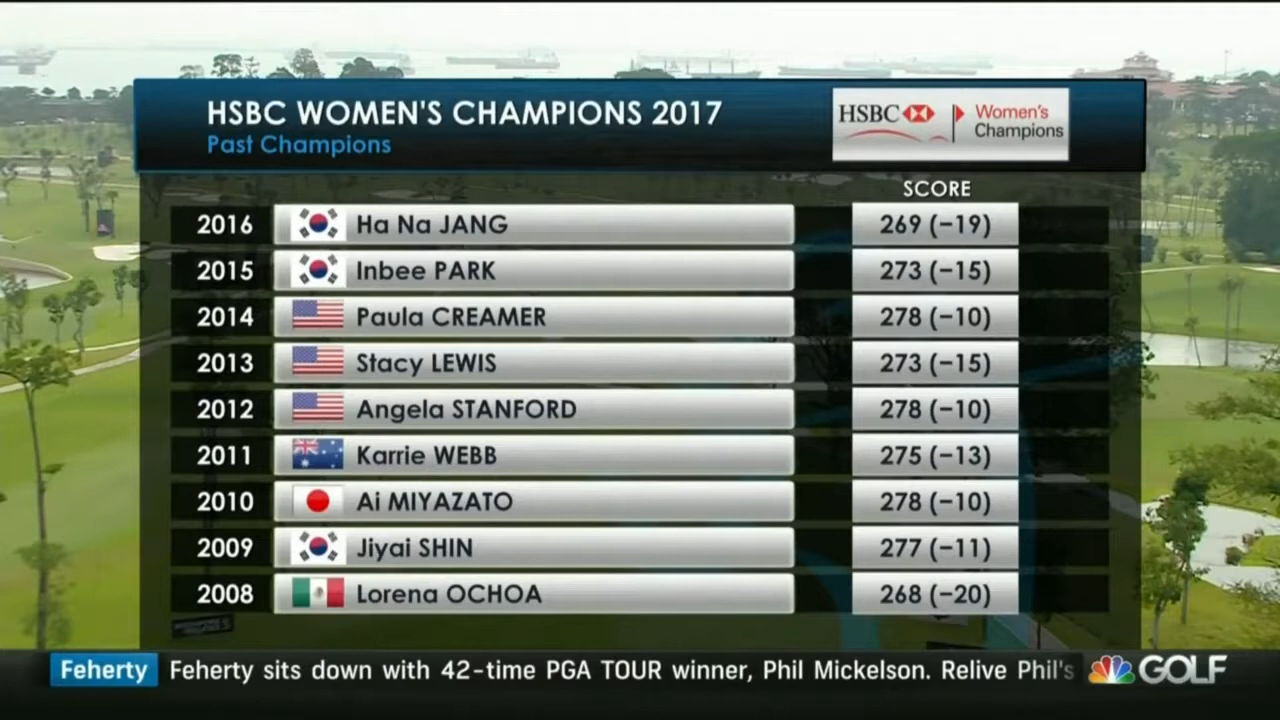 HSBC WOMEN'S CHAMPIONS 2017
Past Champions
HSBC Women's Champions
SCORE
2016 Ha Na JANG 269 (−19)
2015 Inbee PARK 273 (−15)
2014 Paula CREAMER 278 (−10)
2013 Stacy LEWIS 273 (−15)
2012 Angela STANFORD 278 (−10)
2011 Karrie WEBB 275 (−13)
2010 Ai MIYAZATO 278 (−10)
2009 Jiyai SHIN 277 (−11)
2008 Lorena OCHOA 268 (−20)
Feherty Feherty sits down with 42-time PGA TOUR winner, Phil Mickelson. Relive Phil's GOLF